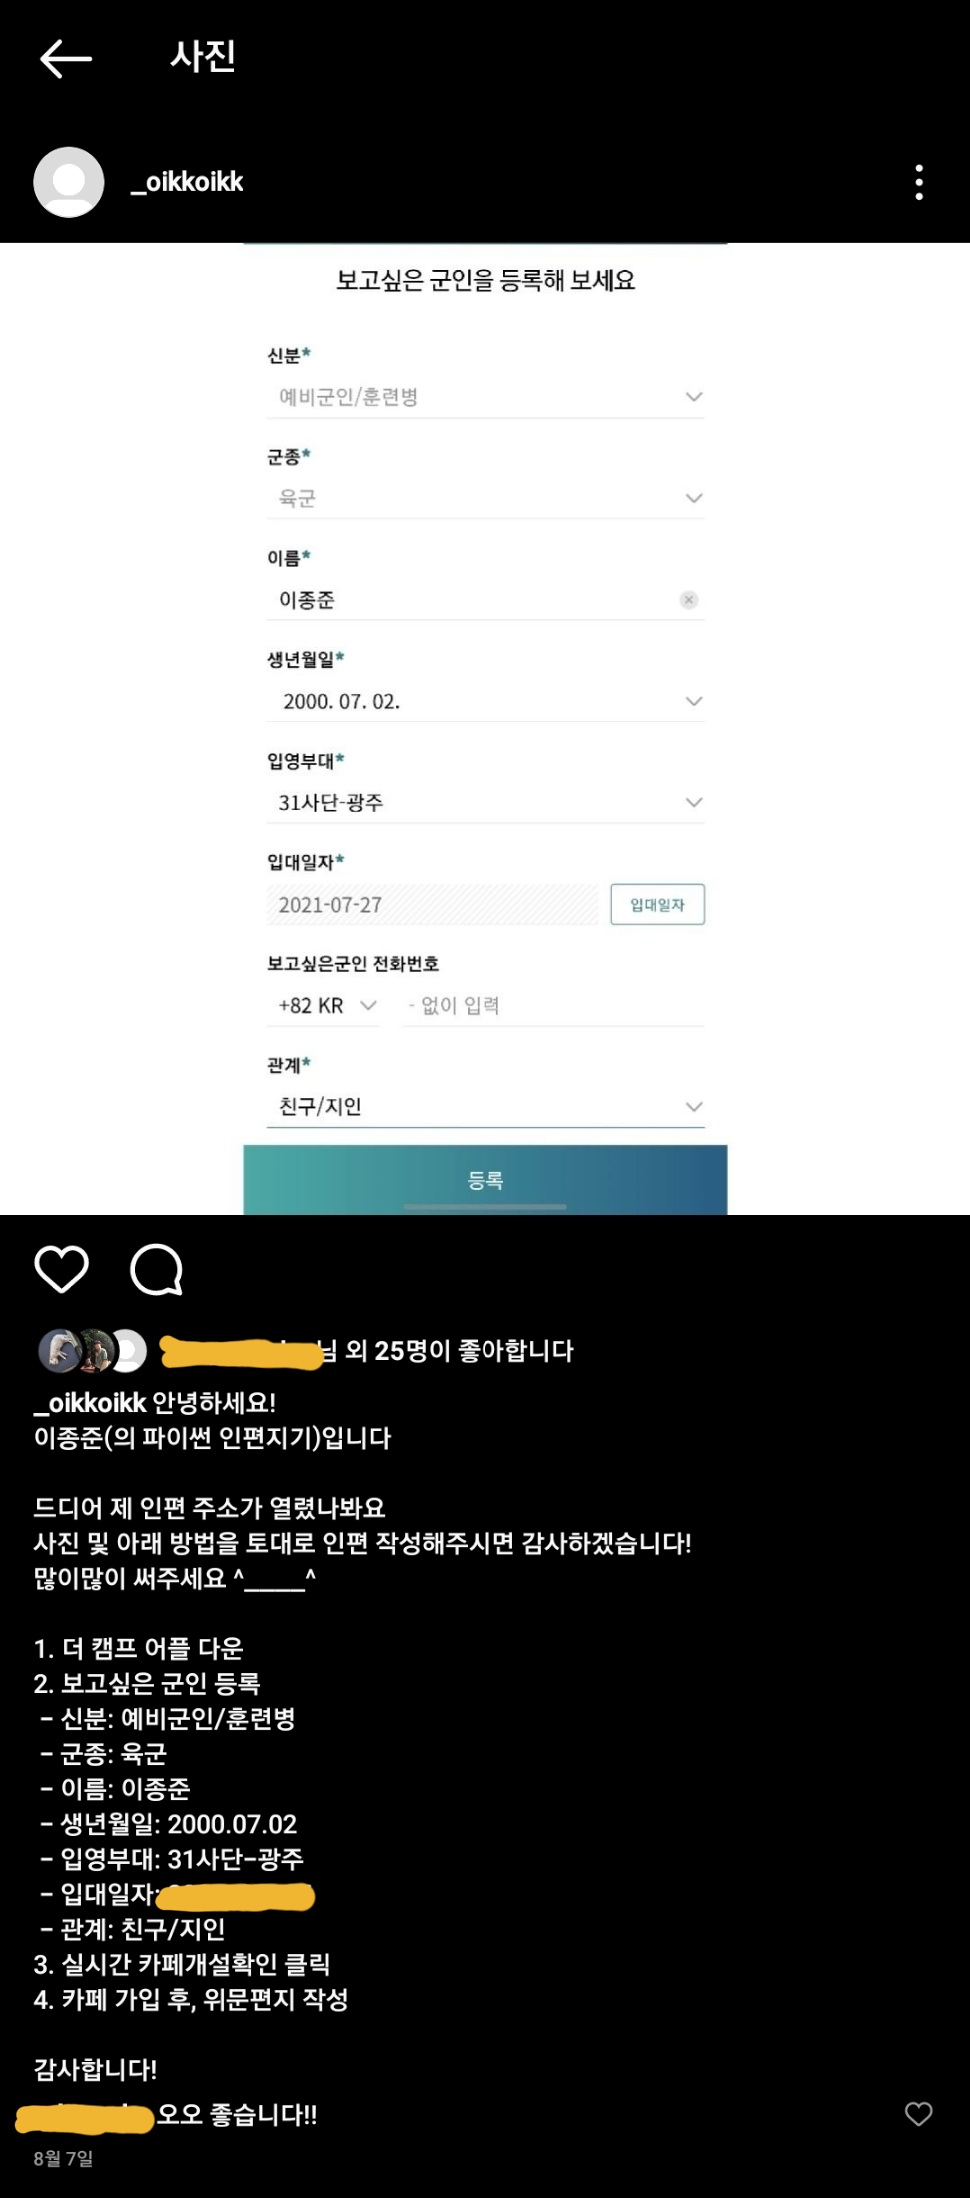 사진
_oikkoikk
보고싶은 군인을 등록해 보세요
신분*
예비군인/훈련병
군종*
육군
이름*
이종준
생년월일*
2000. 07. 02.
입영부대*
31사단-광주
입대일자*
2021-07-27
입대일자
보고싶은군인 전화번호
+82 KR
- 없이 입력
관계*
친구/지인
등록
님 외 25명이 좋아합니다
_oikkoikk 안녕하세요!
이종준(의 파이썬 인편지기)입니다
드디어 제 인편 주소가 열렸나봐요
사진 및 아래 방법을 토대로 인편 작성해주시면 감사하겠습니다!
많이많이 써주세요 ^____^
1. 더 캠프 어플 다운
2. 보고싶은 군인 등록
- 신분: 예비군인/훈련병
- 군종: 육군
- 이름: 이종준
- 생년월일: 2000.07.02
- 입영부대: 31사단-광주
- 입대일자:
- 관계: 친구/지인
3. 실시간 카페개설확인 클릭
4. 카페 가입 후, 위문편지 작성
감사합니다!
오오 좋습니다!!
8월 7일